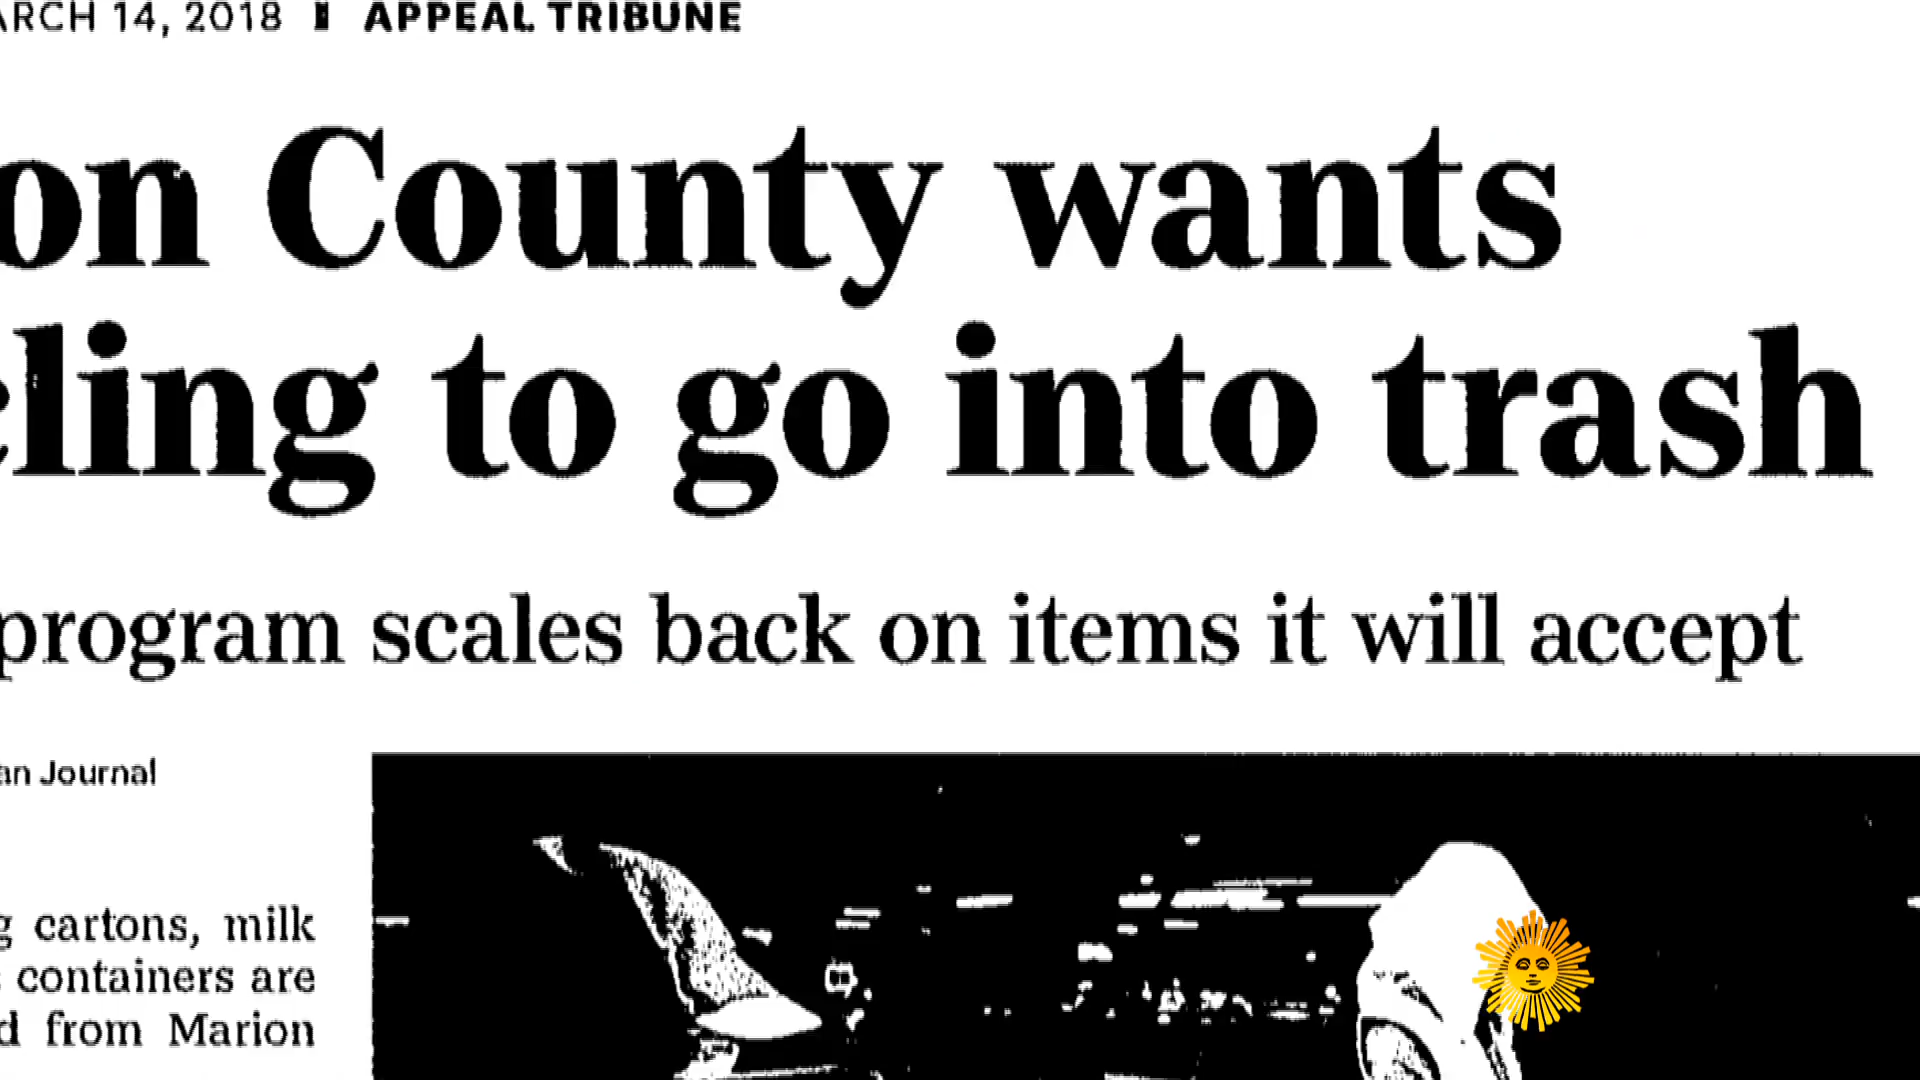 ARCH 14, 2018 ▮ APPEAL TRIBUNE
on County wants
cling to go into trash
program scales back on items it will accept
an Journal
g cartons, milk
s containers are
d from Marion